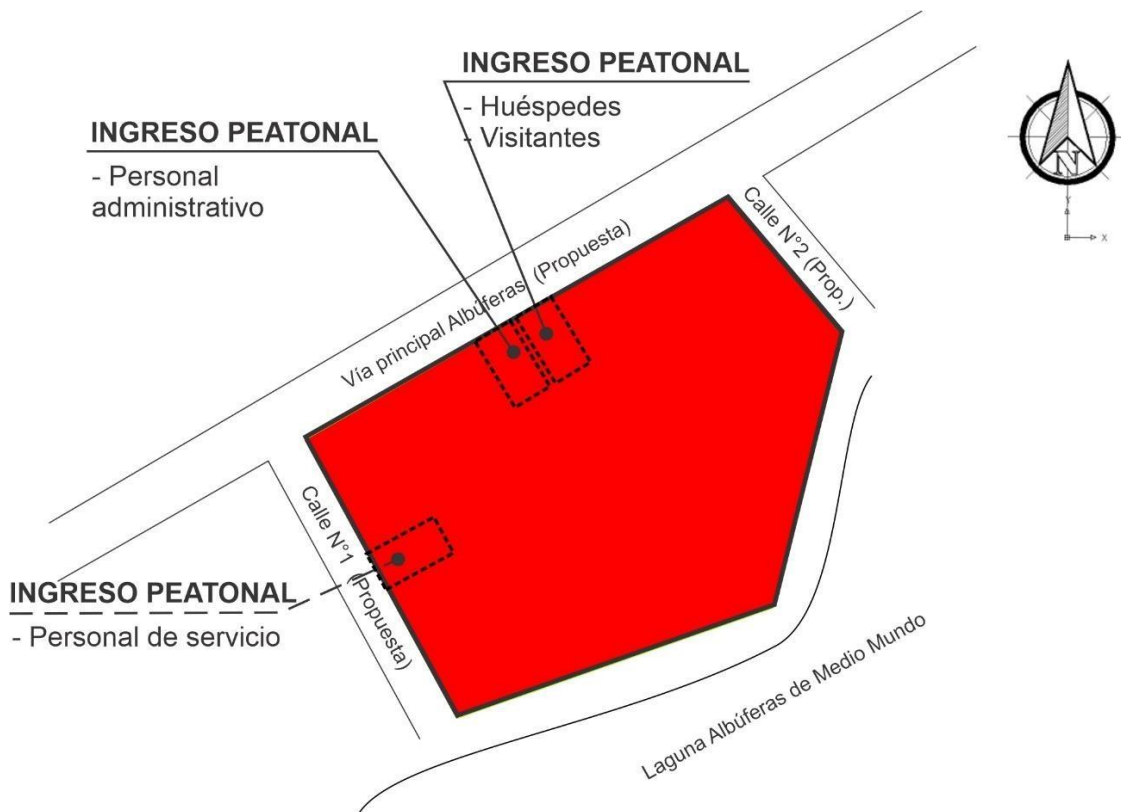 INGRESO PEATONAL
- Huéspedes
- Visitantes
INGRESO PEATONAL
- Personal
administrativo
N
Y
X
Vía principal Albúferas (Propuesta)
Calle N°2 (Prop.)
Calle N°1 (Propuesta)
INGRESO PEATONAL
- Personal de servicio
Laguna Albúferas de Medio Mundo